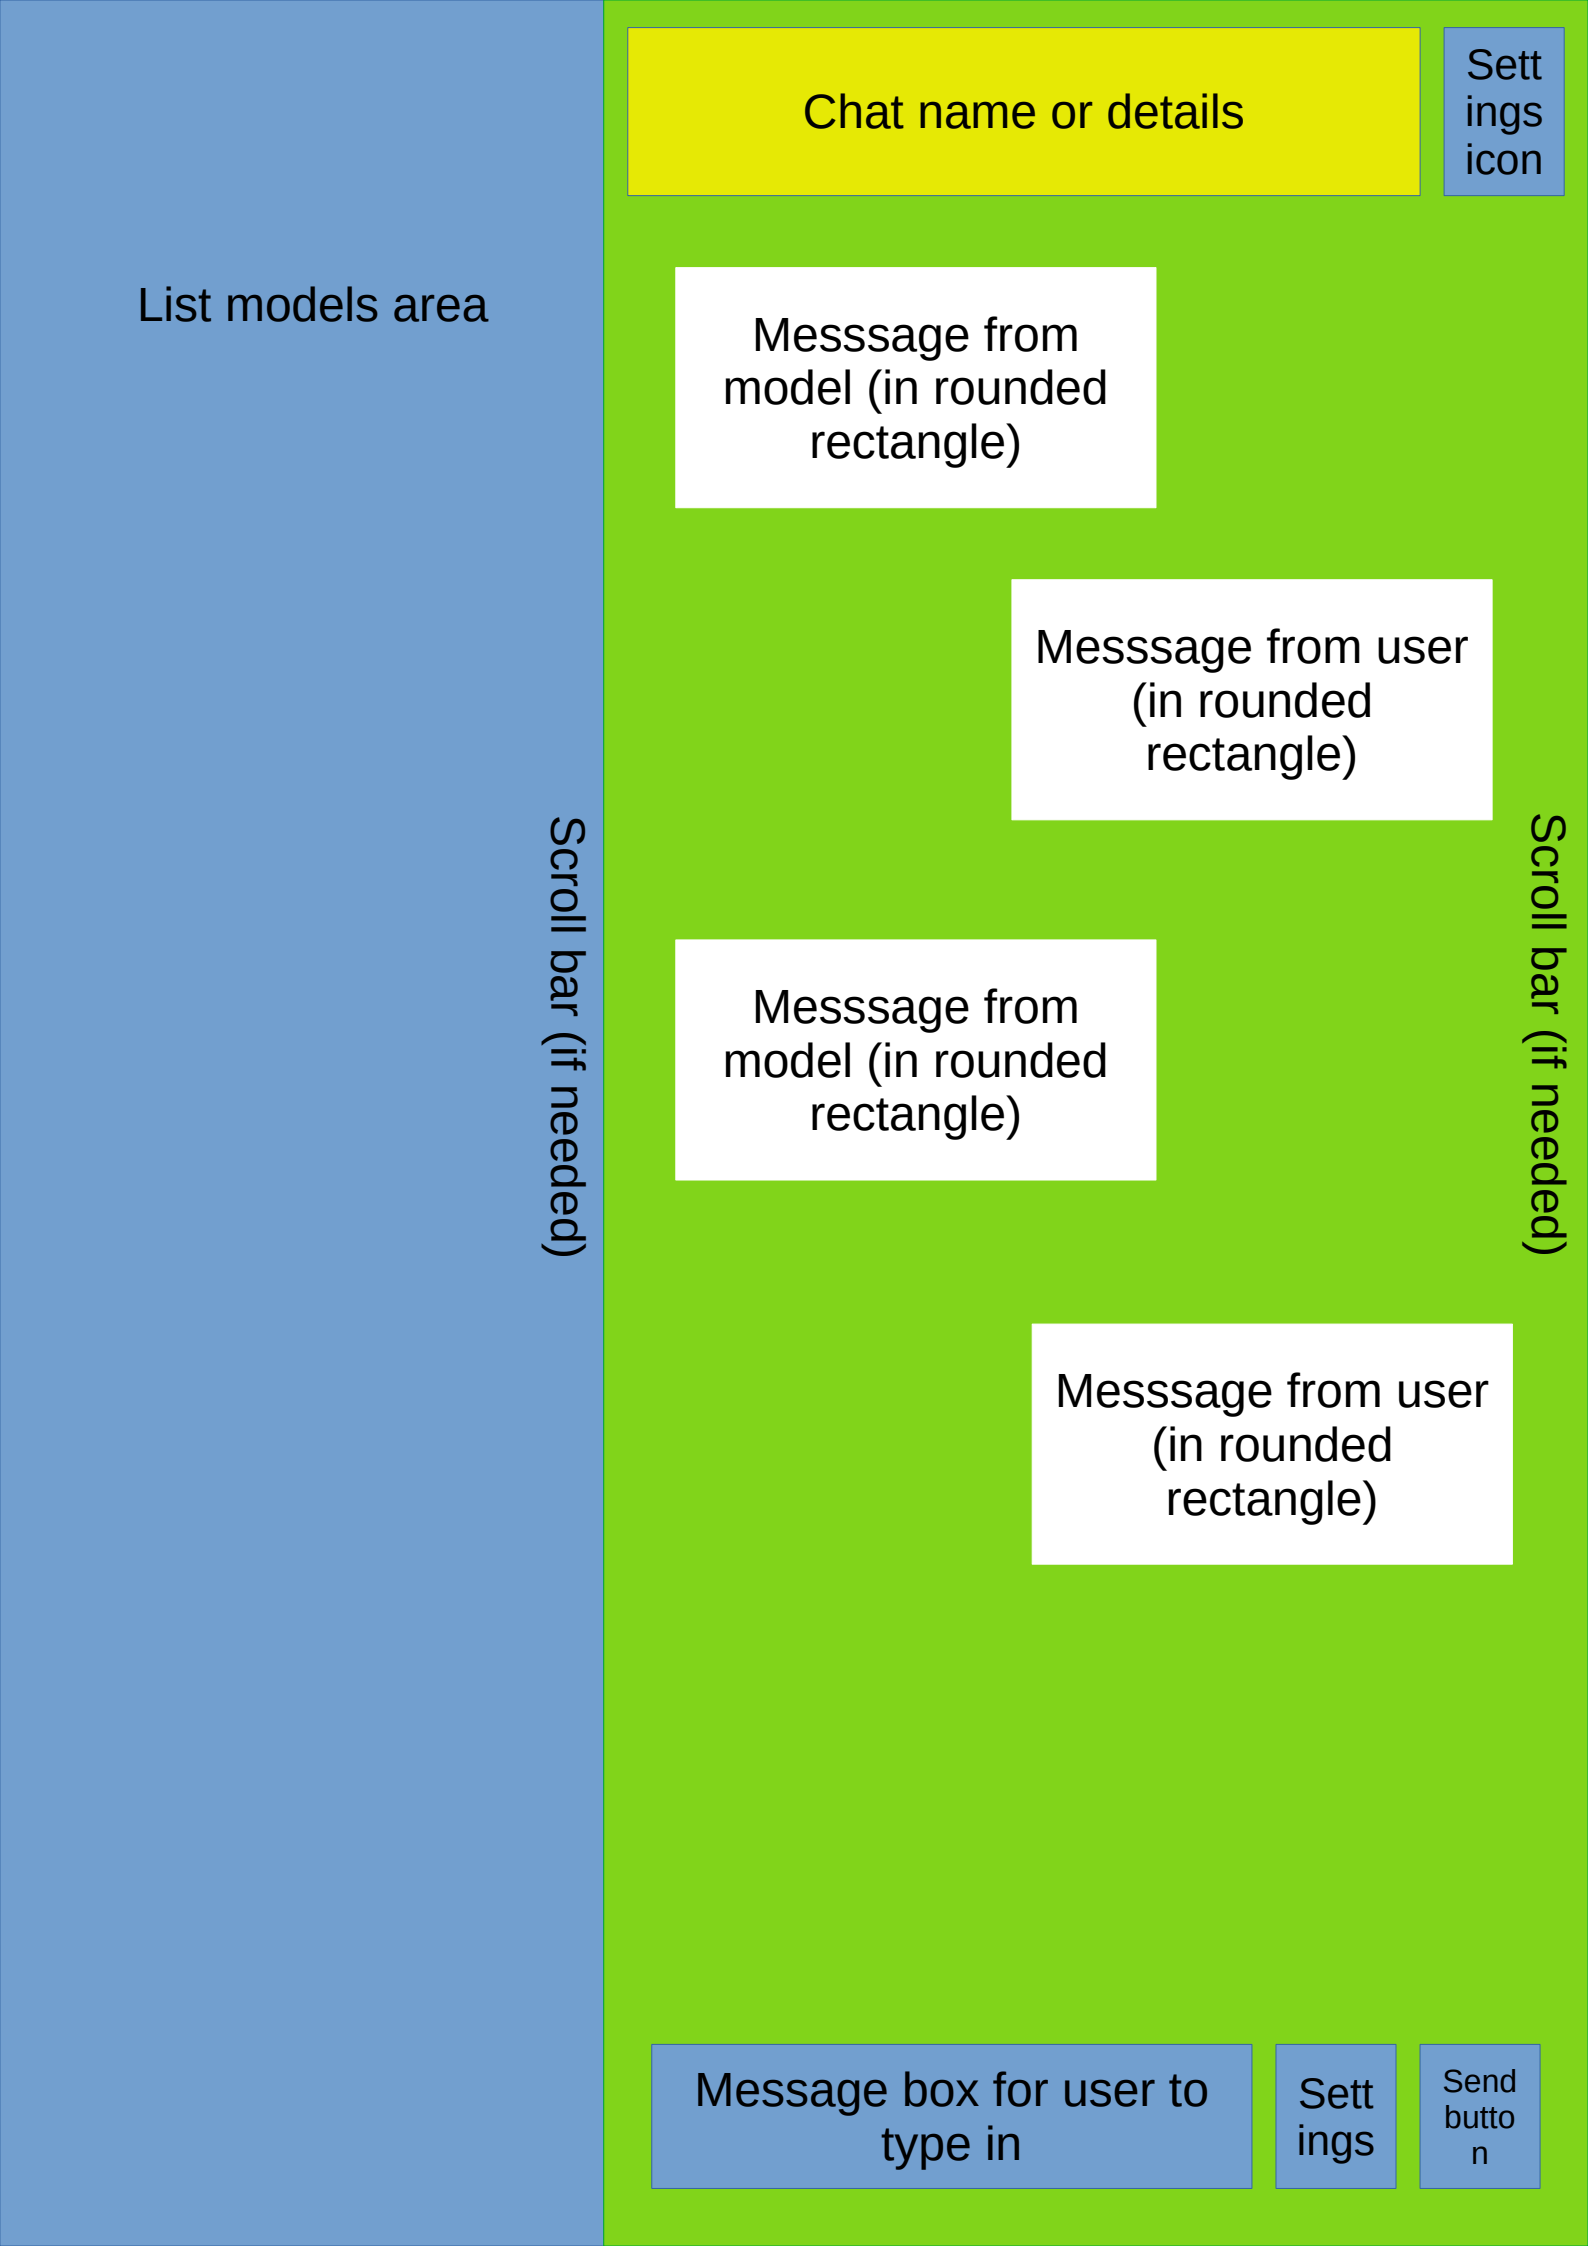 Chat name or details
Sett
ings
icon
List models area
Messsage from
model (in rounded
rectangle)
Messsage from user
(in rounded
rectangle)
Scroll bar (if needed)
Scroll bar (if needed)
Messsage from
model (in rounded
rectangle)
Messsage from user
(in rounded
rectangle)
Message box for user to
type in
Sett
ings
Send
butto
n